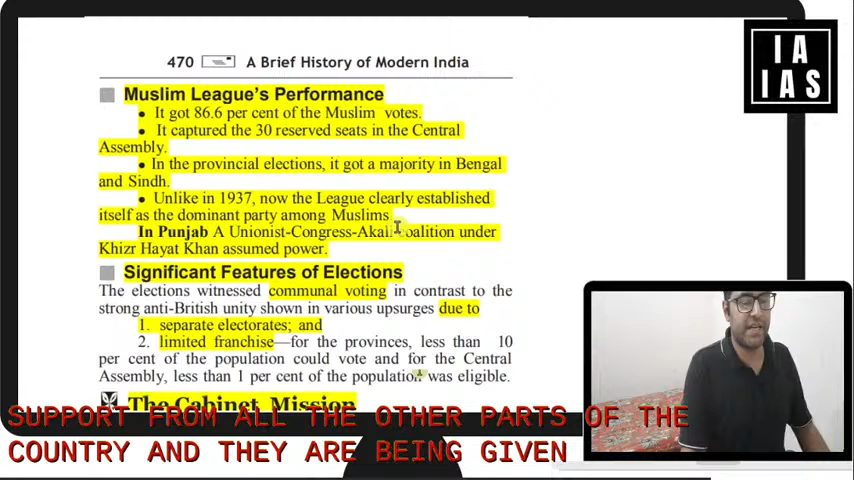 470 A Brief History of Modern India
IA
IAS
Muslim League's Performance
• It got 86.6 per cent of the Muslim votes.
• It captured the 30 reserved seats in the Central
Assembly.
• In the provincial elections, it got a majority in Bengal
and Sindh.
• Unlike in 1937, now the League clearly established
itself as the dominant party among Muslims
In Punjab A Unionist-Congress-Akali coalition under
Khizr Hayat Khan assumed power.
Significant Features of Elections
The elections witnessed communal voting in contrast to the
strong anti-British unity shown in various upsurges due to
1. separate electorates; and
2. limited franchise—for the provinces, less than 10
per cent of the population could vote and for the Central
Assembly, less than 1 per cent of the population was eligible.
The Cabinet Mission
SUPPORT FROM ALL THE OTHER PARTS OF THE
COUNTRY AND THEY ARE BEING GIVEN